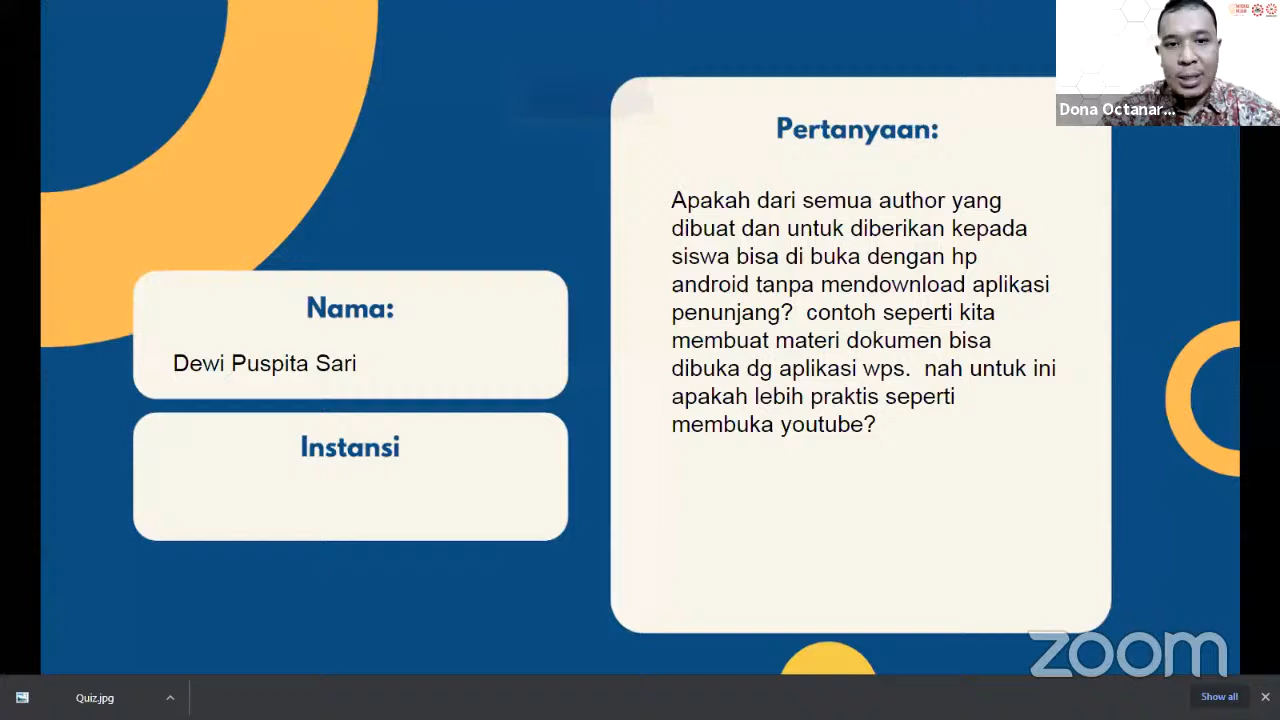 Dona Octanar...
Pertanyaan:
Apakah dari semua author yang
dibuat dan untuk diberikan kepada
siswa bisa di buka dengan hp
android tanpa mendownload aplikasi
penunjang?  contoh seperti kita
membuat materi dokumen bisa
dibuka dg aplikasi wps.  nah untuk ini
apakah lebih praktis seperti
membuka youtube?
Nama:
Dewi Puspita Sari
Instansi
zoom
Quiz.jpg
Show all